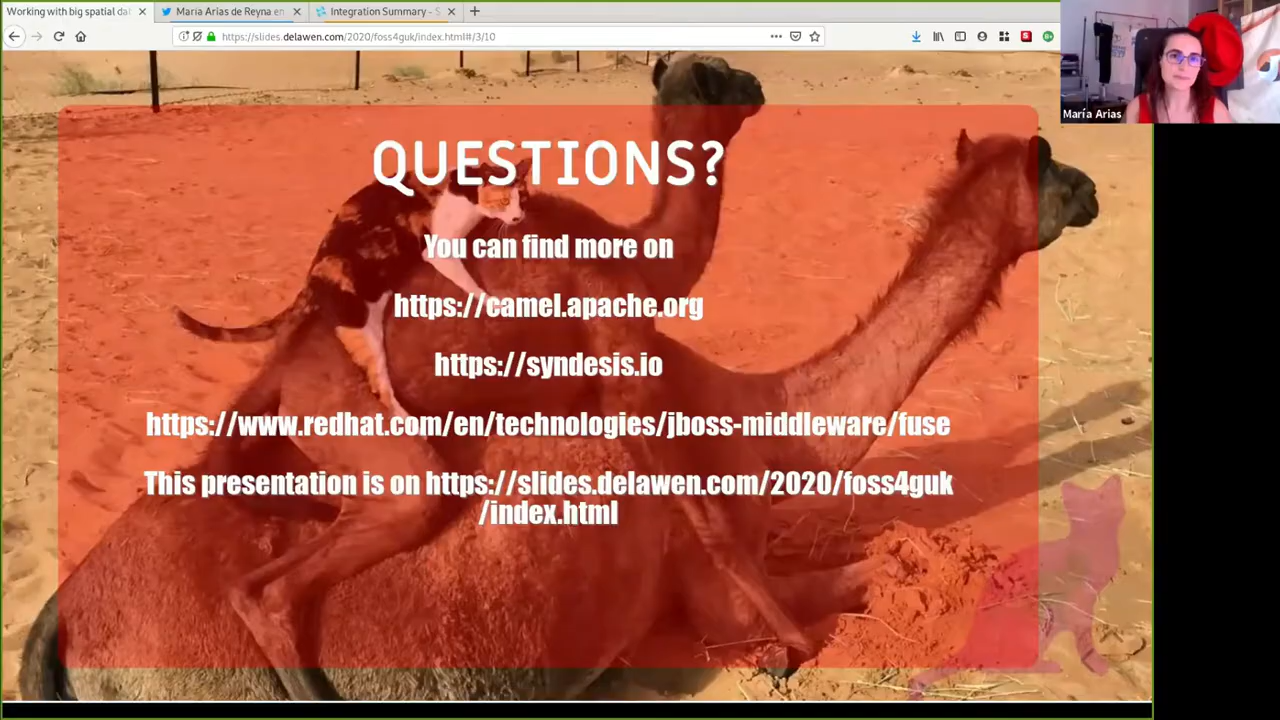 Working with big spatial da
Maria Arias de Reyna en
Integration Summary - S
https://slides.delawen.com/2020/foss4guk/index.html#/3/10
María Arias
QUESTIONS?
You can find more on
https://camel.apache.org
https://syndesis.io
https://www.redhat.com/en/technologies/jboss-middleware/fuse
This presentation is on https://slides.delawen.com/2020/foss4guk
/index.html